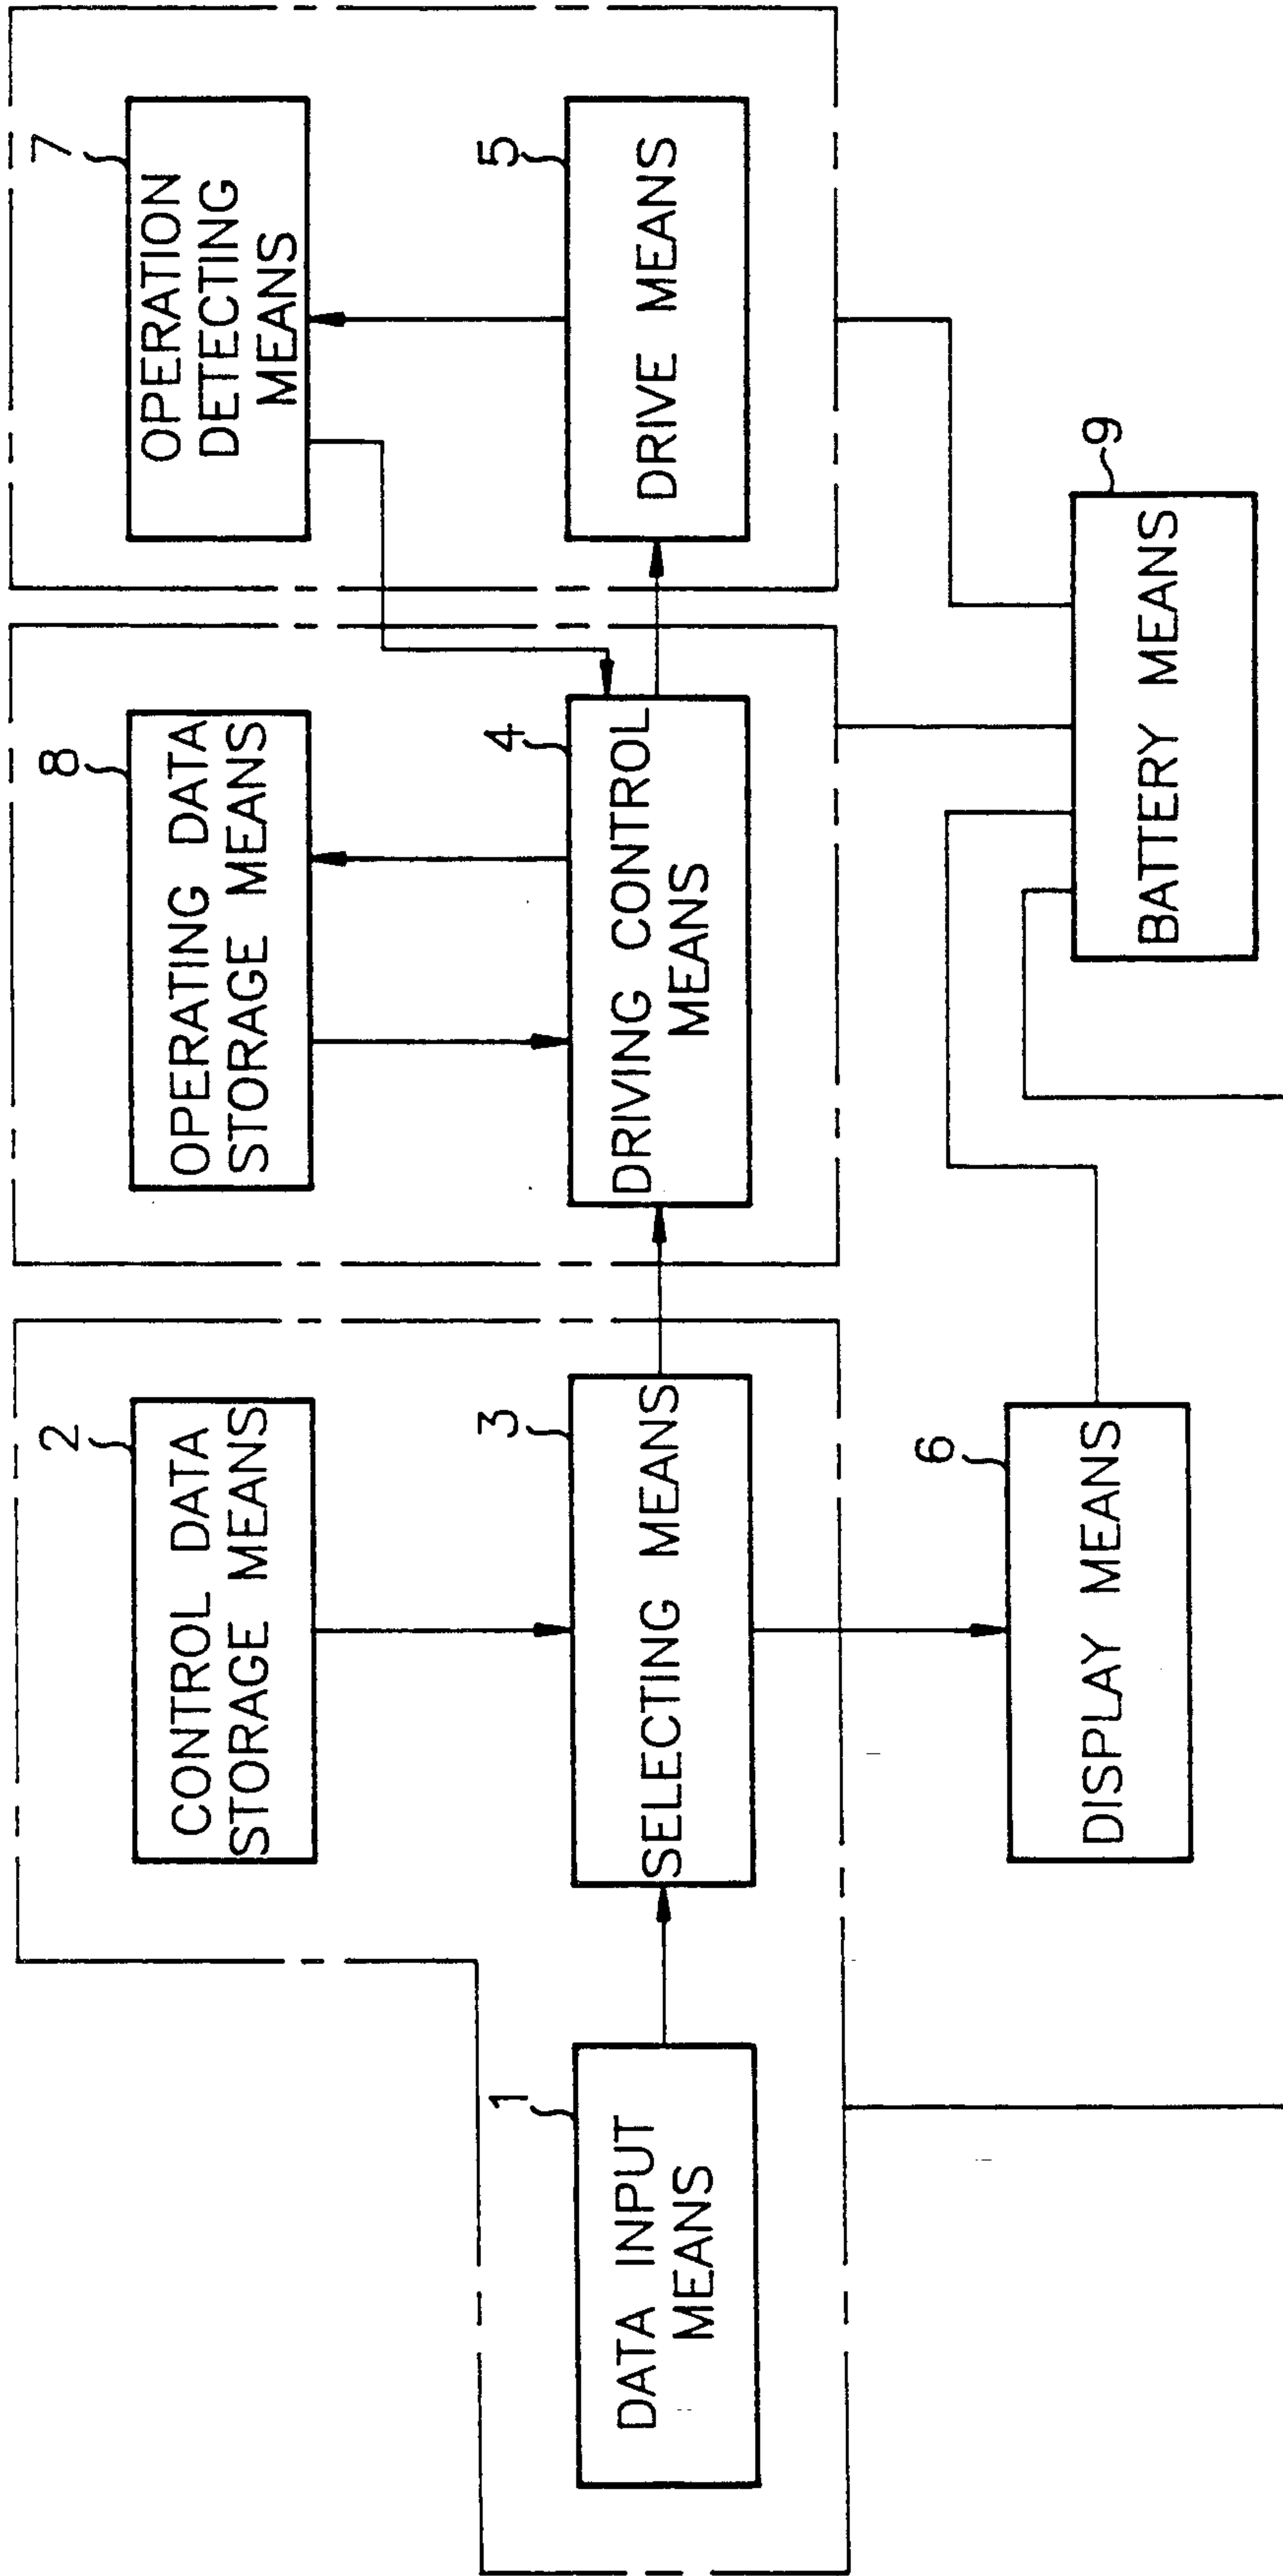 2
CONTROL DATA
STORAGE MEANS
8
OPERATING DATA
STORAGE MEANS
7
OPERATION
DETECTING
MEANS
1
DATA INPUT
MEANS
3
SELECTING MEANS
4
DRIVING CONTROL
MEANS
5
DRIVE MEANS
6
DISPLAY MEANS
9
BATTERY MEANS